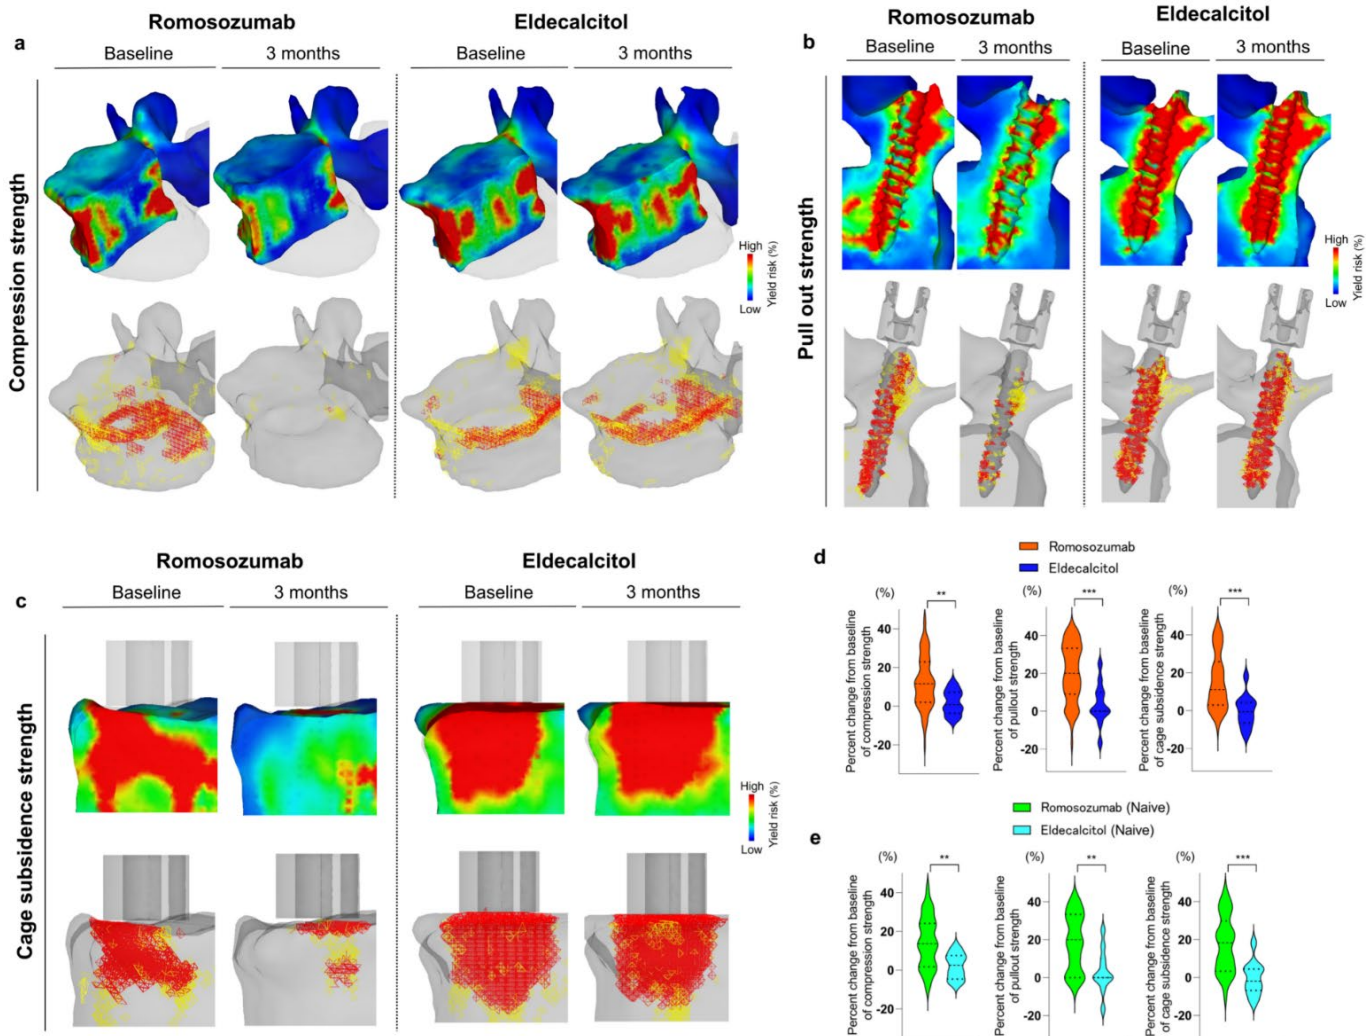 a
Romosozumab
Eldecalcitol
Baseline
3 months
Baseline
3 months
Compression strength
High
Low
Yield risk (%)
b
Romosozumab
Eldecalcitol
Baseline
3 months
Baseline
3 months
Pull out strength
High
Low
Yield risk (%)
c
Romosozumab
Eldecalcitol
Baseline
3 months
Baseline
3 months
Cage subsidence strength
High
Low
Yield risk (%)
d
Romosozumab
Eldecalcitol
(%)
**
Percent change from baseline
of compression strength
40
20
0
-20
(%)
***
Percent change from baseline
of pullout strength
40
20
0
-20
(%)
***
Percent change from baseline
of cage subsidence strength
40
20
0
-20
e
Romosozumab (Naive)
Eldecalcitol (Naive)
(%)
**
Percent change from baseline
of compression strength
40
20
0
-20
(%)
**
Percent change from baseline
of pullout strength
40
20
0
-20
(%)
***
Percent change from baseline
of cage subsidence strength
40
20
0
-20